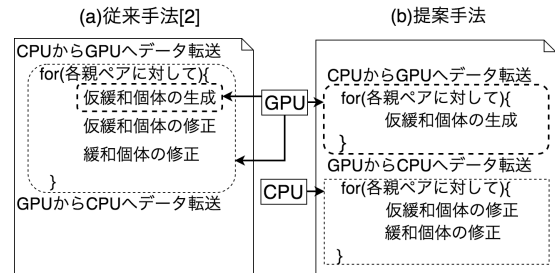 (a)従来手法[2]
CPUからGPUへデータ転送
for(各親ペアに対して){
仮緩和個体の生成
仮緩和個体の修正
緩和個体の修正
}
GPUからCPUへデータ転送
GPU
CPU
(b)提案手法
CPUからGPUへデータ転送
for(各親ペアに対して){
仮緩和個体の生成
}
GPUからCPUへデータ転送
for(各親ペアに対して){
仮緩和個体の修正
緩和個体の修正
}